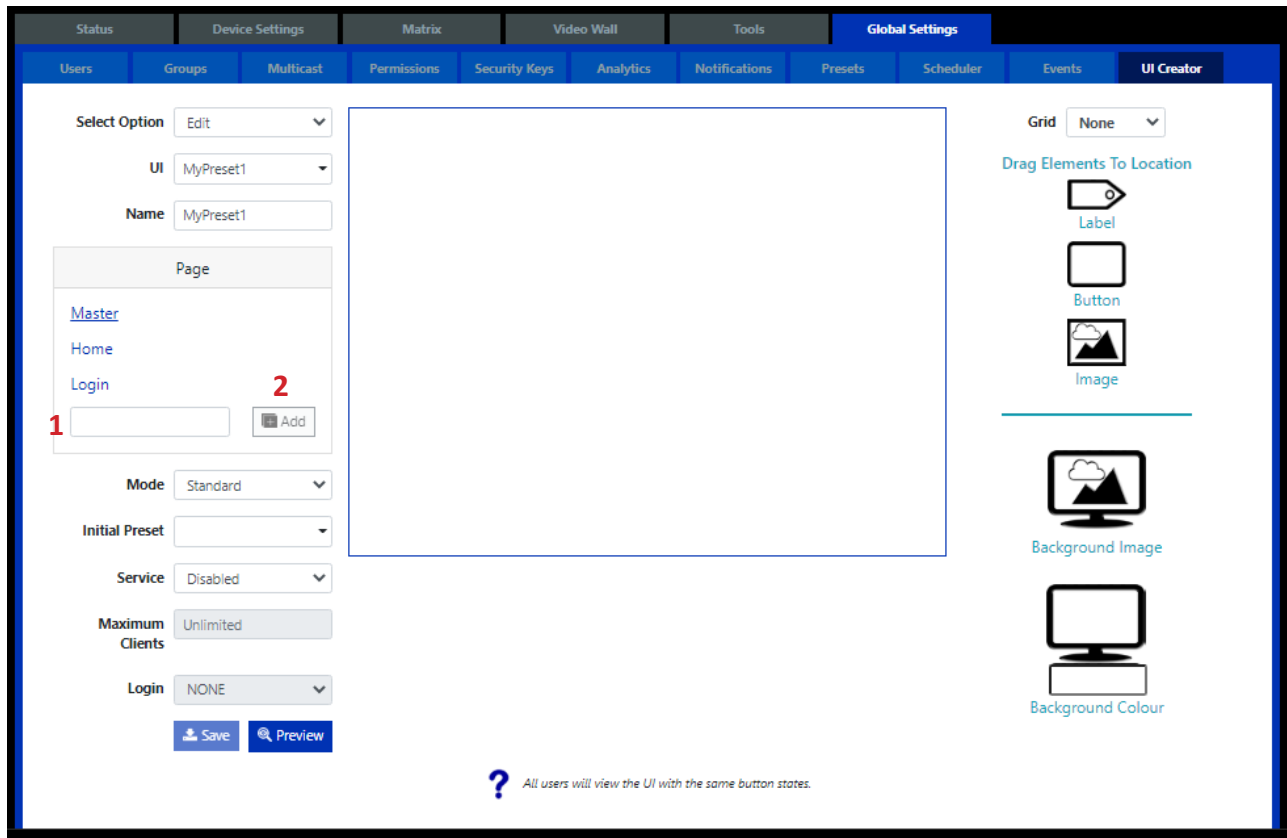 Status Device Settings Matrix Video Wall Tools Global Settings
Users Groups Multicast Permissions Security Keys Analytics Notifications Presets Scheduler Events UI Creator
Select Option Edit
UI MyPreset1
Name MyPreset1
Page
Master
Home
Login
1
2
Add
Mode Standard
Initial Preset
Service Disabled
Maximum
Clients
Unlimited
Login NONE
Save Preview
Grid None
Drag Elements To Location
Label
Button
Image
Background Image
Background Colour
? All users will view the UI with the same button states.